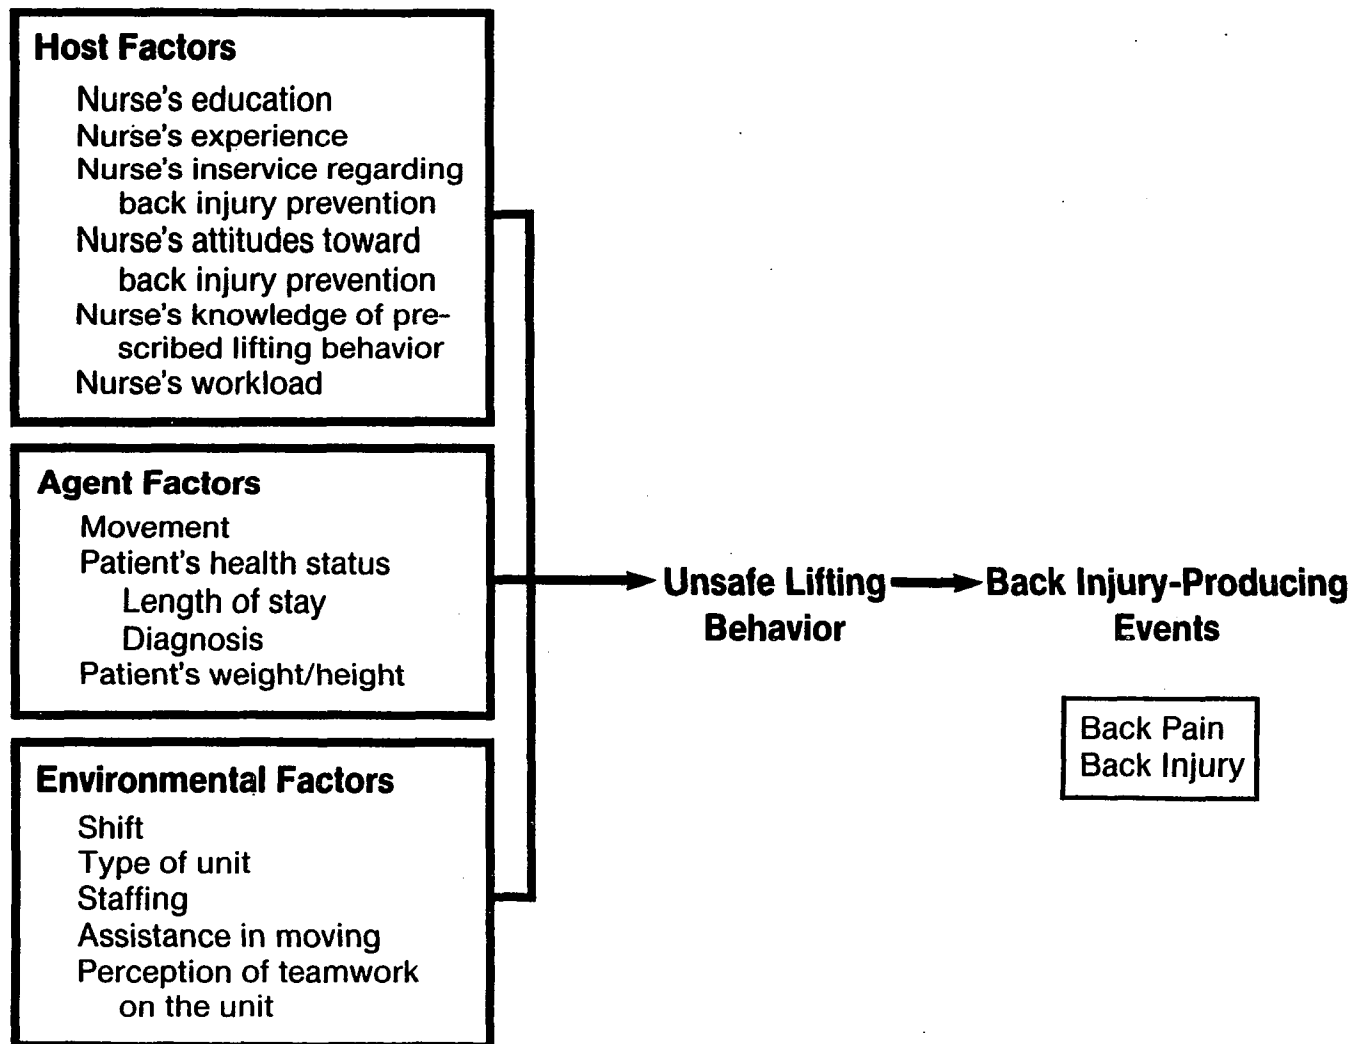 Host Factors
Nurse's education
Nurse's experience
Nurse's inservice regarding
back injury prevention
Nurse's attitudes toward
back injury prevention
Nurse's knowledge of pre-
scribed lifting behavior
Nurse's workload
Agent Factors
Movement
Patient's health status
Length of stay
Diagnosis
Patient's weight/height
Environmental Factors
Shift
Type of unit
Staffing
Assistance in moving
Perception of teamwork
on the unit
Unsafe Lifting
Behavior
Back Injury-Producing
Events
Back Pain
Back Injury